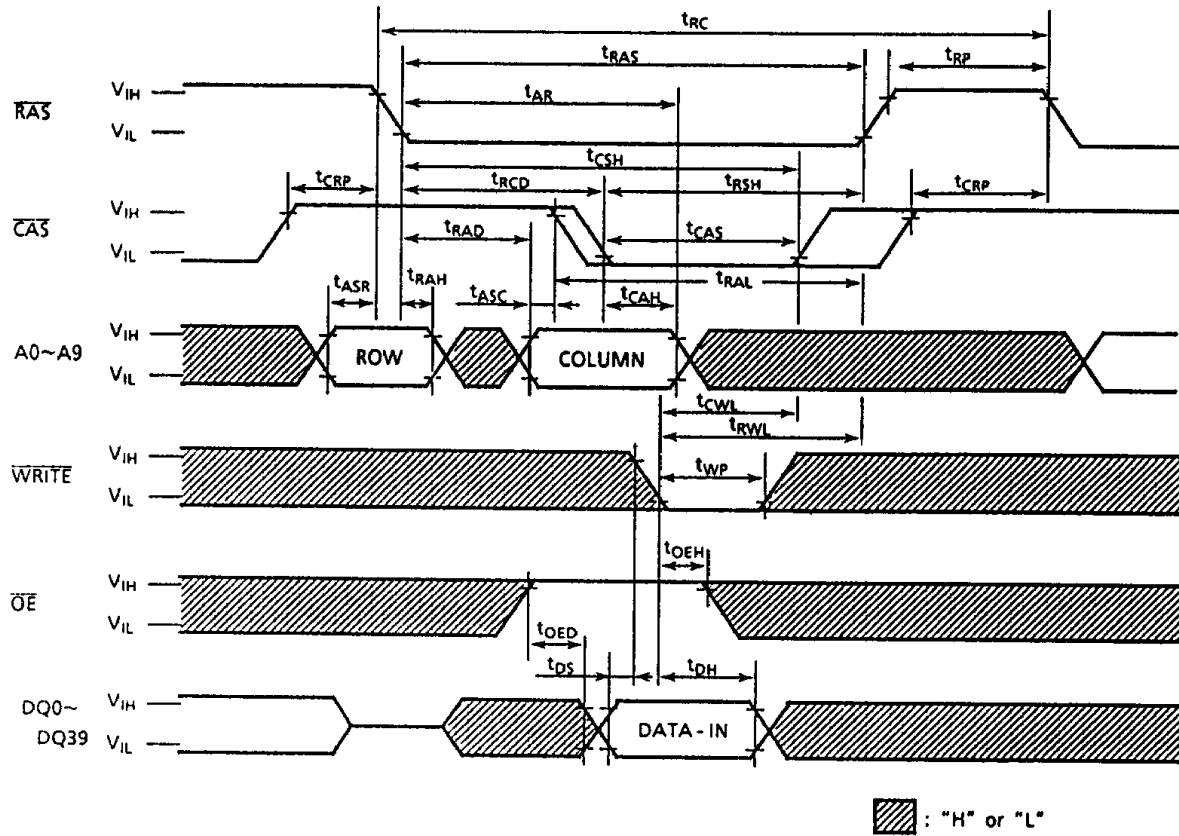 tRC
tRAS
tRP
VIH
tAR
RAS
VIL
tCSH
tCRP
tRCD
tRSH
tCRP
VIH
CAS
tRAD
tCAS
VIL
tRAL
tASR
tRAH
tASC
tCAH
VIH
A0~A9
ROW
COLUMN
VIL
tCWL
tRWL
VIH
WRITE
tWP
VIL
tOEH
VIH
OE
VIL
tOED
tDS
tDH
VIH
DQ0~
DQ39
DATA-IN
VIL
: "H" or "L"